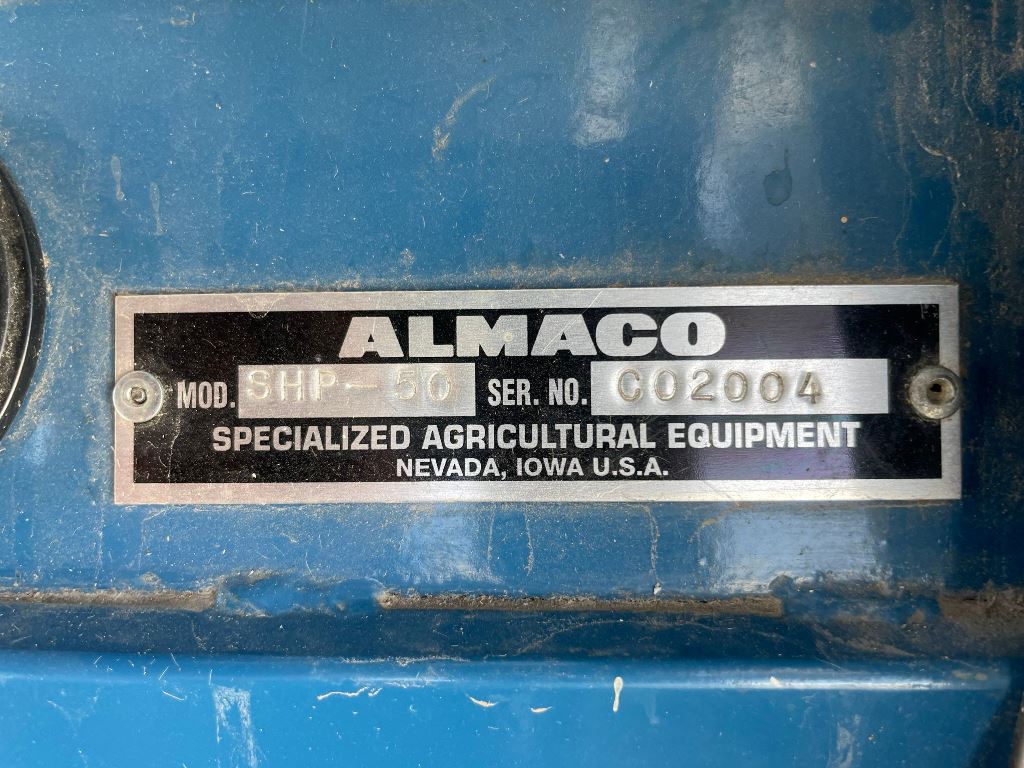 ALMACO
MOD. SHP-50 SER. NO. C02004
SPECIALIZED AGRICULTURAL EQUIPMENT
NEVADA, IOWA U.S.A.